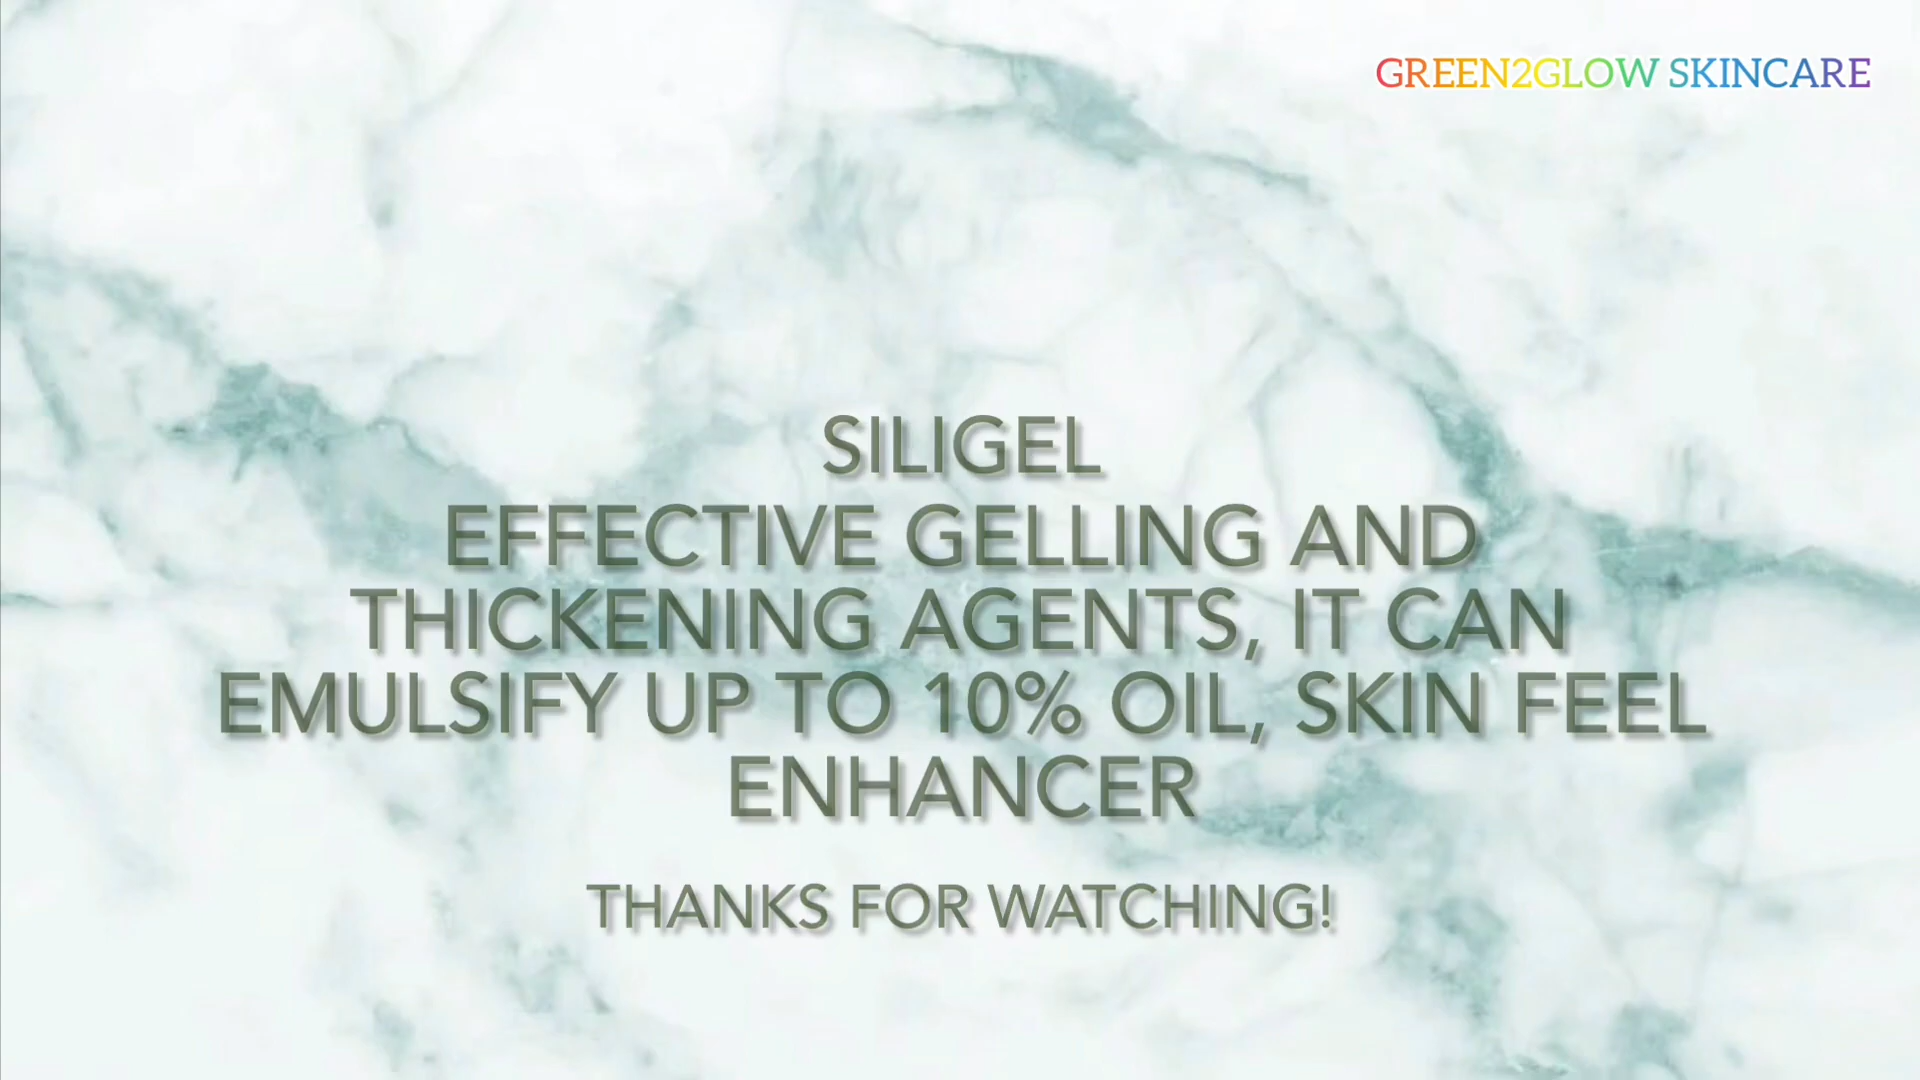 GREEN2GLOW SKINCARE
SILIGEL
EFFECTIVE GELLING AND
THICKENING AGENTS, IT CAN
EMULSIFY UP TO 10% OIL, SKIN FEEL
ENHANCER
THANKS FOR WATCHING!